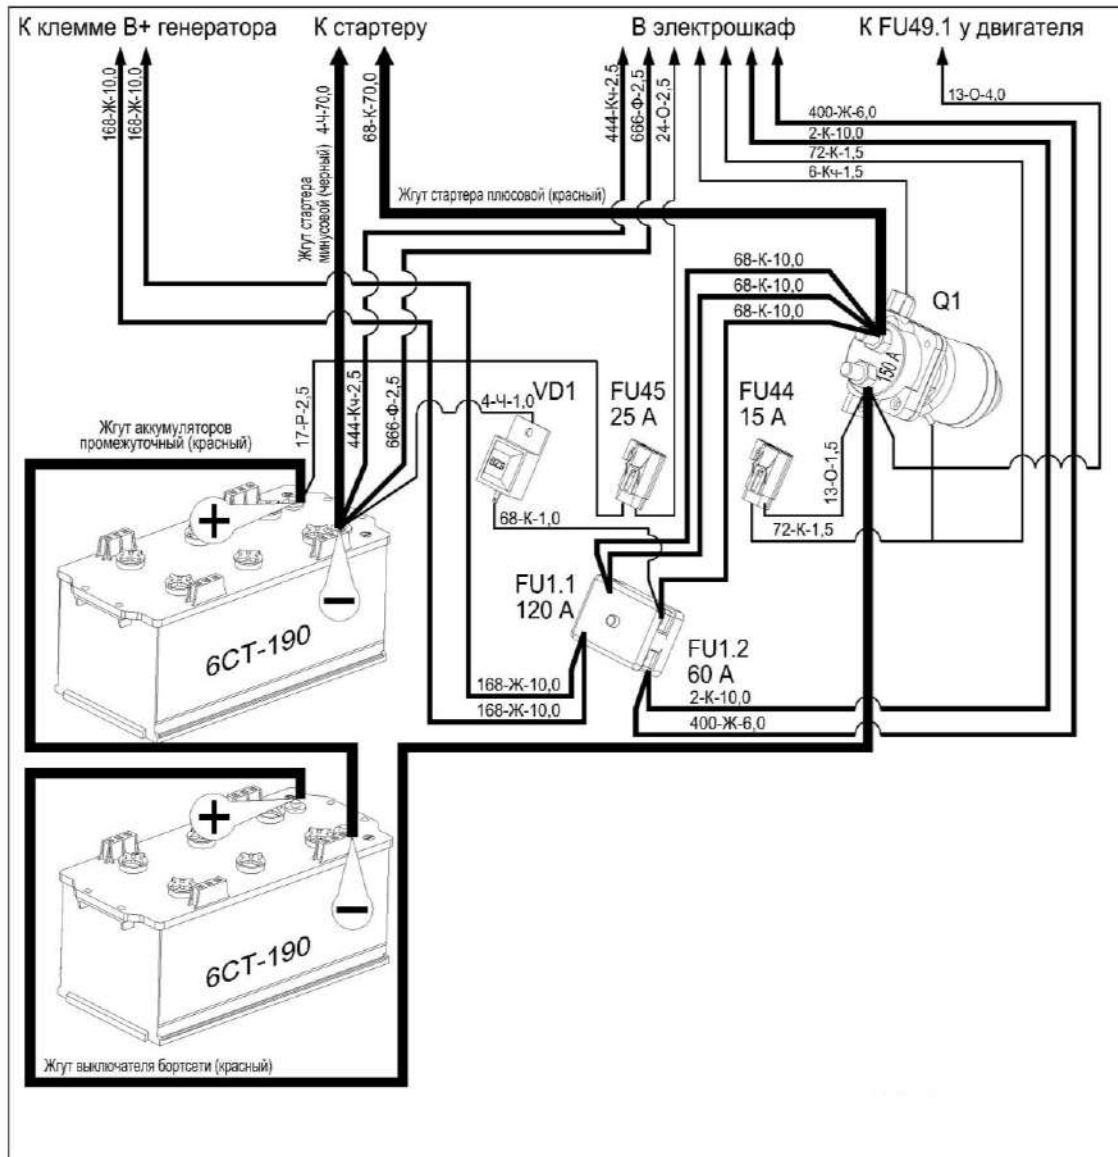 К клемме В+ генератора
К стартеру
В электрошкаф
К FU49.1 у двигателя
168-Ж-10,0
168-Ж-10,0
4-Ч-70,0
68-К-70,0
444-Кч-2,5
666-Ф-2,5
24-О-2,5
13-О-4,0
400-Ж-6,0
2-К-10,0
72-К-1,5
6-Кч-1,5
Жгут стартера
минусовой (черный)
Жгут стартера плюсовой (красный)
68-К-10,0
68-К-10,0
68-К-10,0
Q1
150 А
17-Р-2,5
444-Кч-2,5
666-Ф-2,5
4-Ч-1,0
VD1
FU45
25 А
FU44
15 А
Жгут аккумуляторов
промежуточный (красный)
13-О-1,5
68-К-1,0
72-К-1,5
+
−
FU1.1
120 А
6СТ-190
FU1.2
60 А
168-Ж-10,0
168-Ж-10,0
2-К-10,0
400-Ж-6,0
+
−
6СТ-190
Жгут выключателя бортсети (красный)